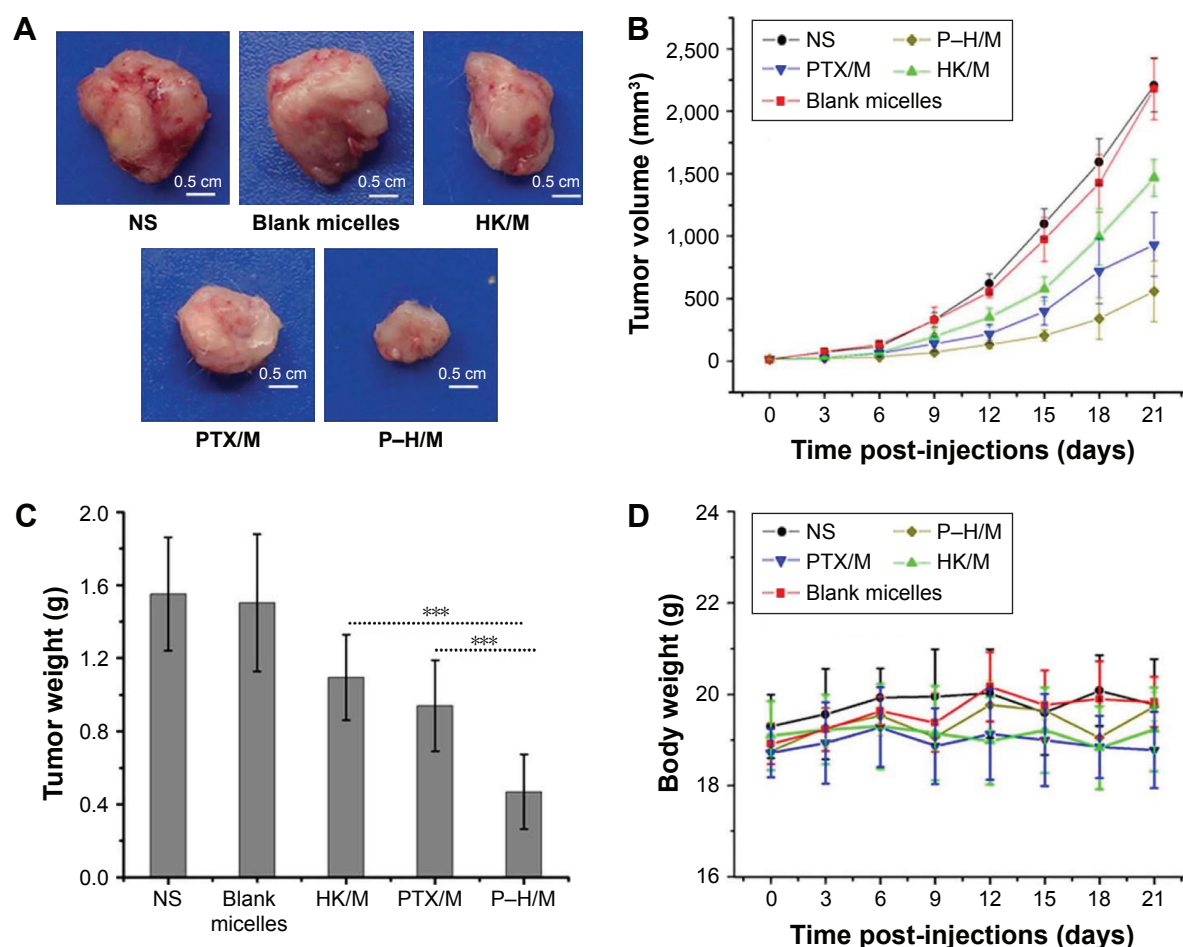 A
0.5 cm
0.5 cm
0.5 cm
NS
Blank micelles
HK/M
0.5 cm
0.5 cm
PTX/M
P–H/M
B
NS
P–H/M
PTX/M
HK/M
Blank micelles
Tumor volume (mm³)
2,500
2,000
1,500
1,000
500
0
0 3 6 9 12 15 18 21
Time post-injections (days)
C
Tumor weight (g)
2.0
1.6
1.2
0.8
0.4
0.0
***
***
NS
Blank
micelles
HK/M
PTX/M
P–H/M
D
NS
P–H/M
PTX/M
HK/M
Blank micelles
Body weight (g)
24
22
20
18
16
0 3 6 9 12 15 18 21
Time post-injections (days)